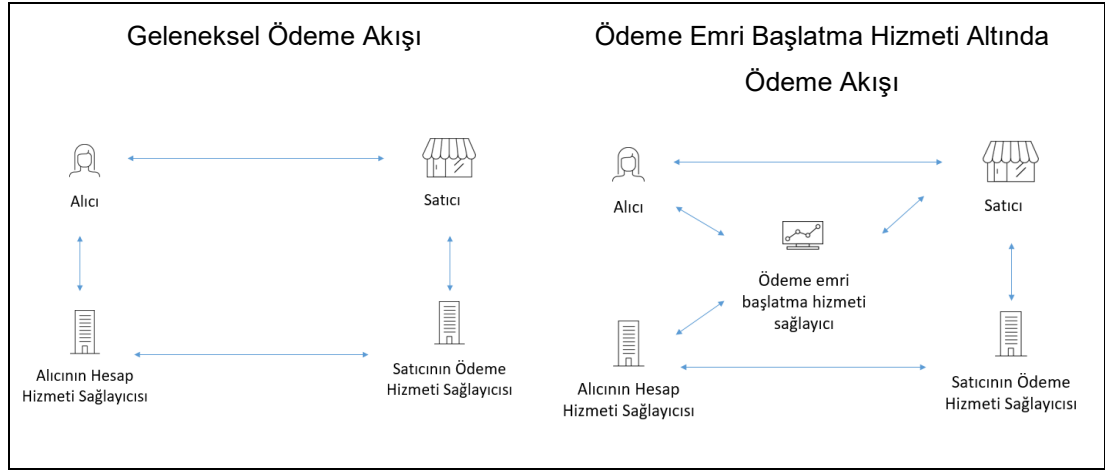 Geleneksel Ödeme Akışı
Alıcı
Satıcı
Alıcının Hesap
Hizmeti Sağlayıcısı
Satıcının Ödeme
Hizmeti Sağlayıcısı
Ödeme Emri Başlatma Hizmeti Altında
Ödeme Akışı
Alıcı
Satıcı
Ödeme emri
başlatma hizmeti
sağlayıcı
Alıcının Hesap
Hizmeti Sağlayıcısı
Satıcının Ödeme
Hizmeti Sağlayıcısı